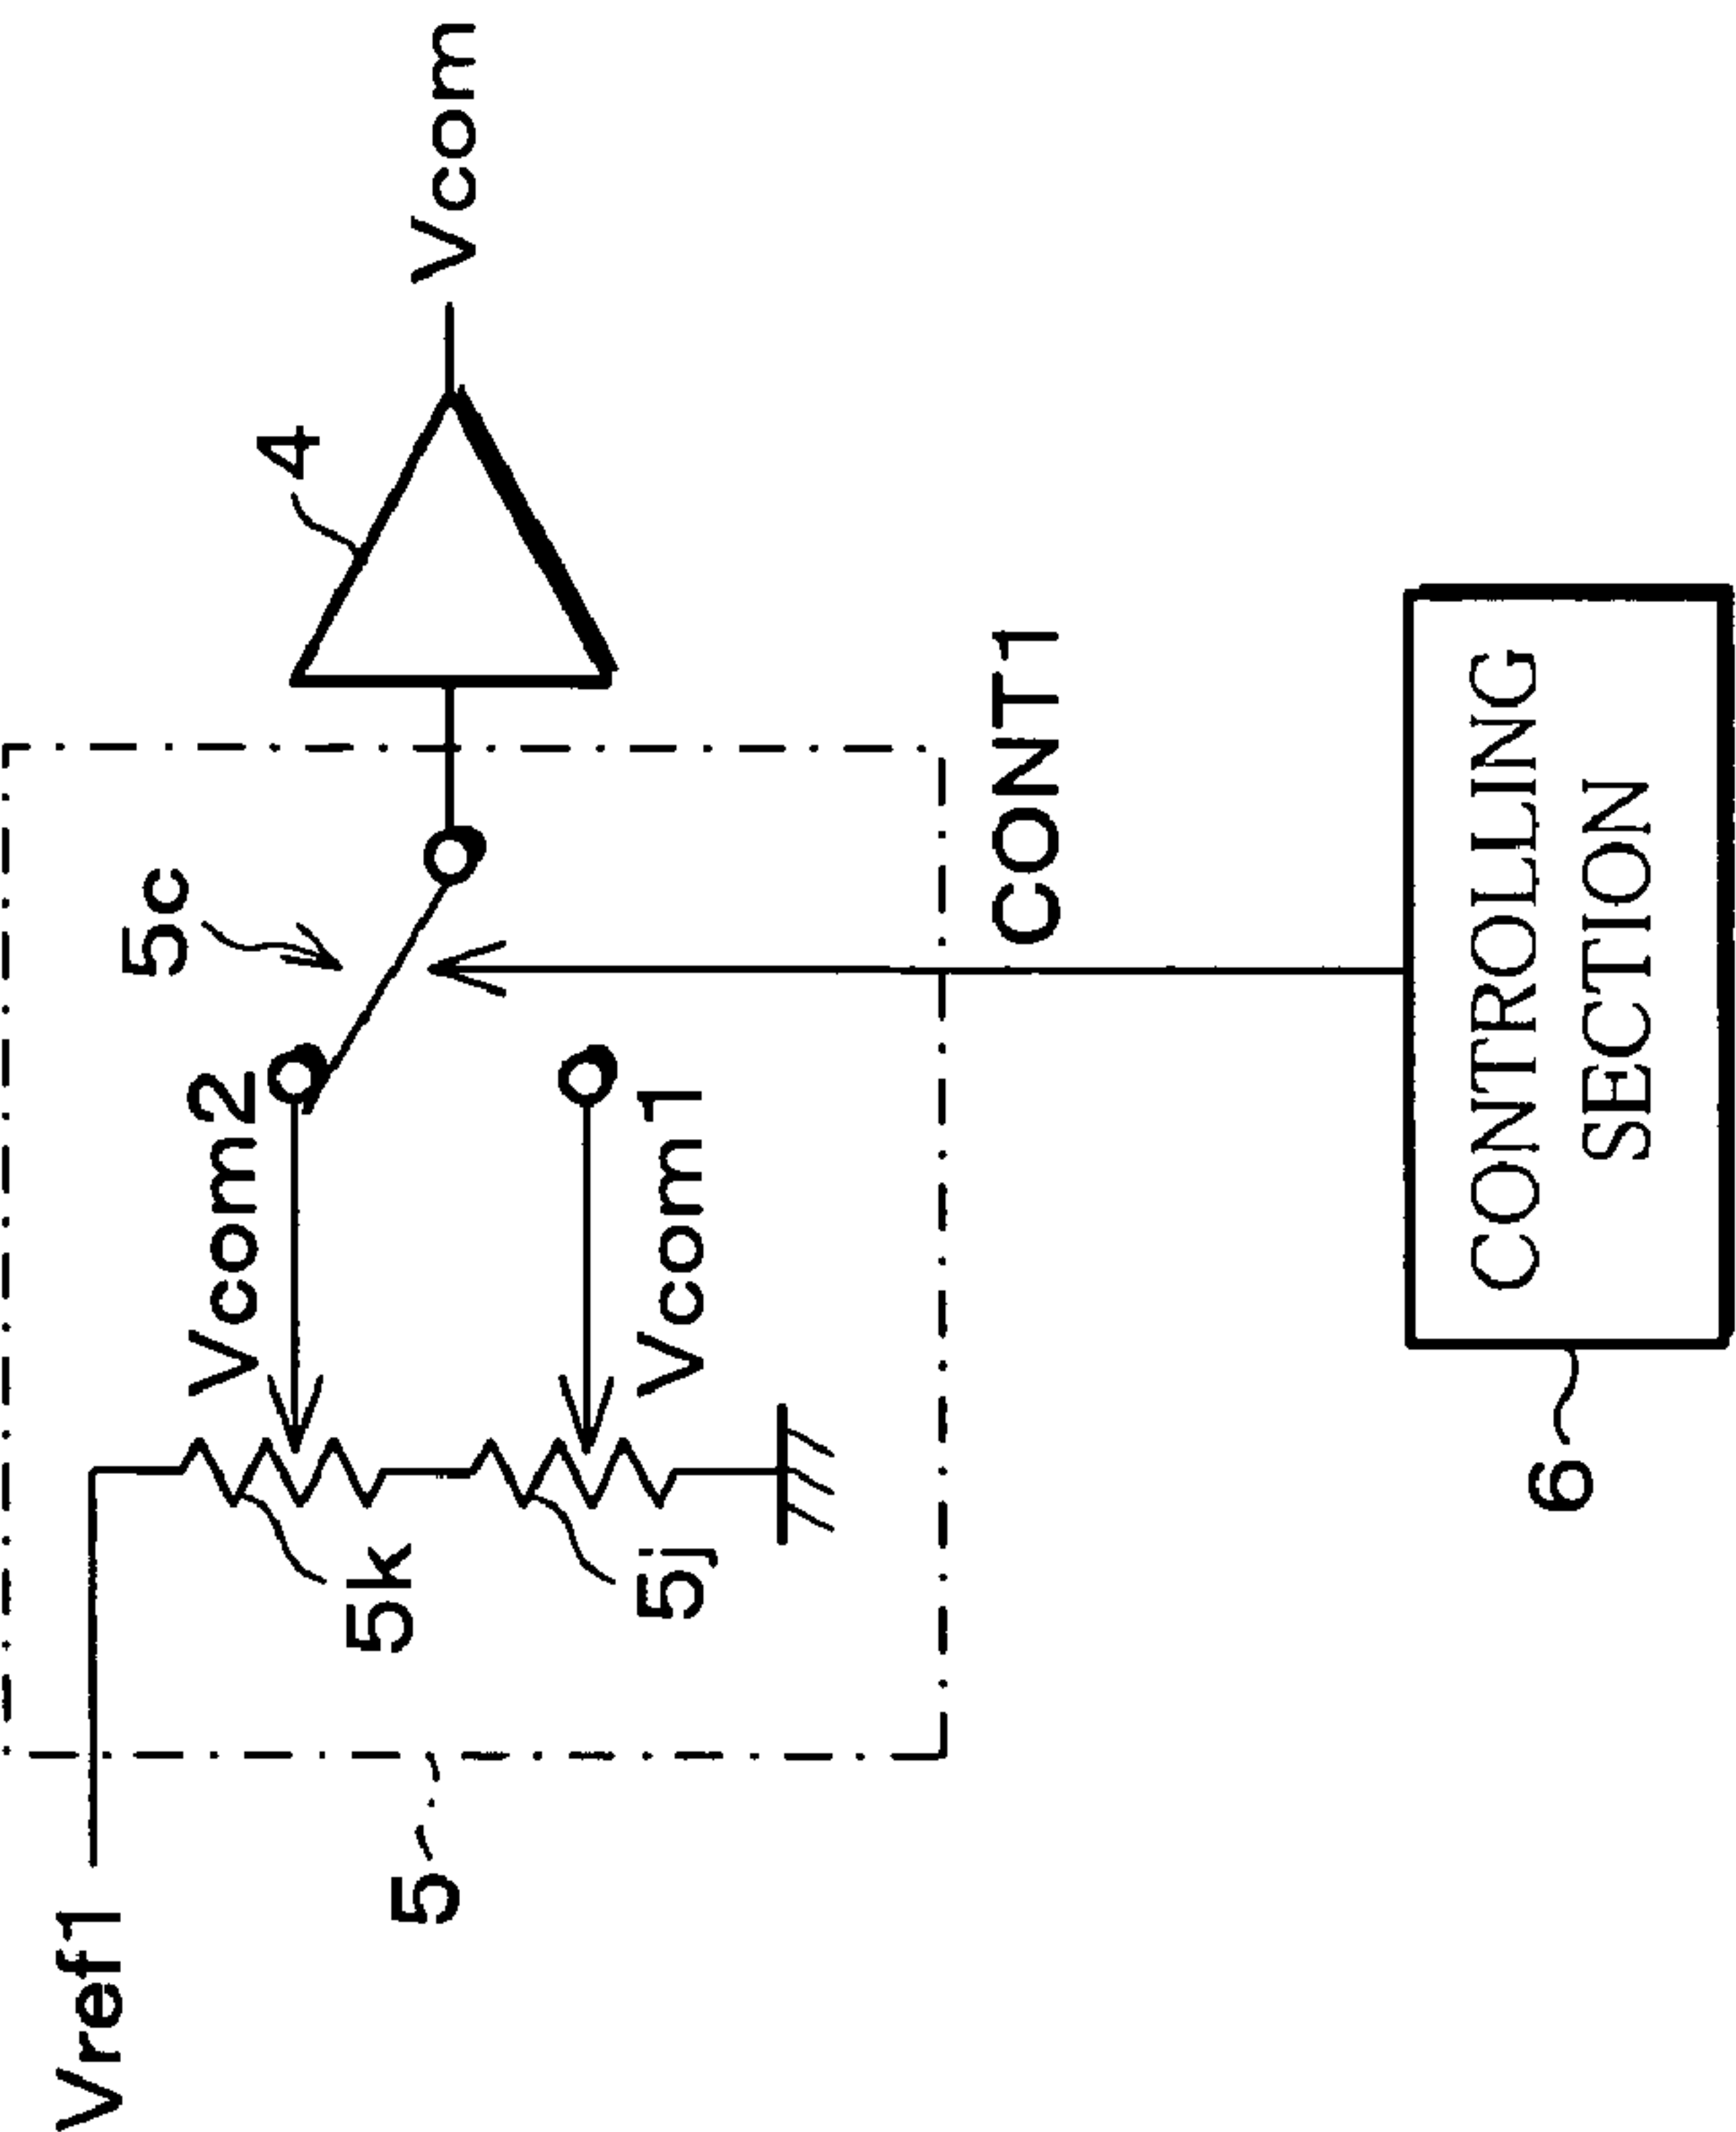 Vref1
5
5k
5j
Vcom2
Vcom1
5c
4
Vcom
CONT1
CONTROLLING
SECTION
6